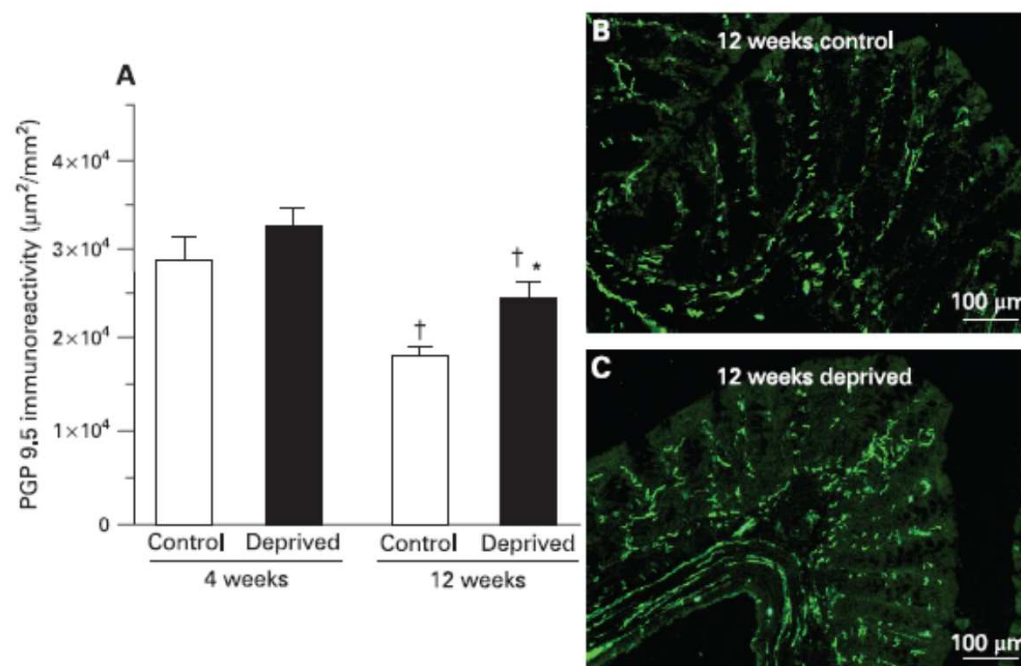 A
PGP 9.5 immunoreactivity (µm²/mm²)
4×10⁴
3×10⁴
2×10⁴
1×10⁴
0
†
† *
Control Deprived Control Deprived
4 weeks 12 weeks
B
12 weeks control
100 µm
C
12 weeks deprived
100 µm